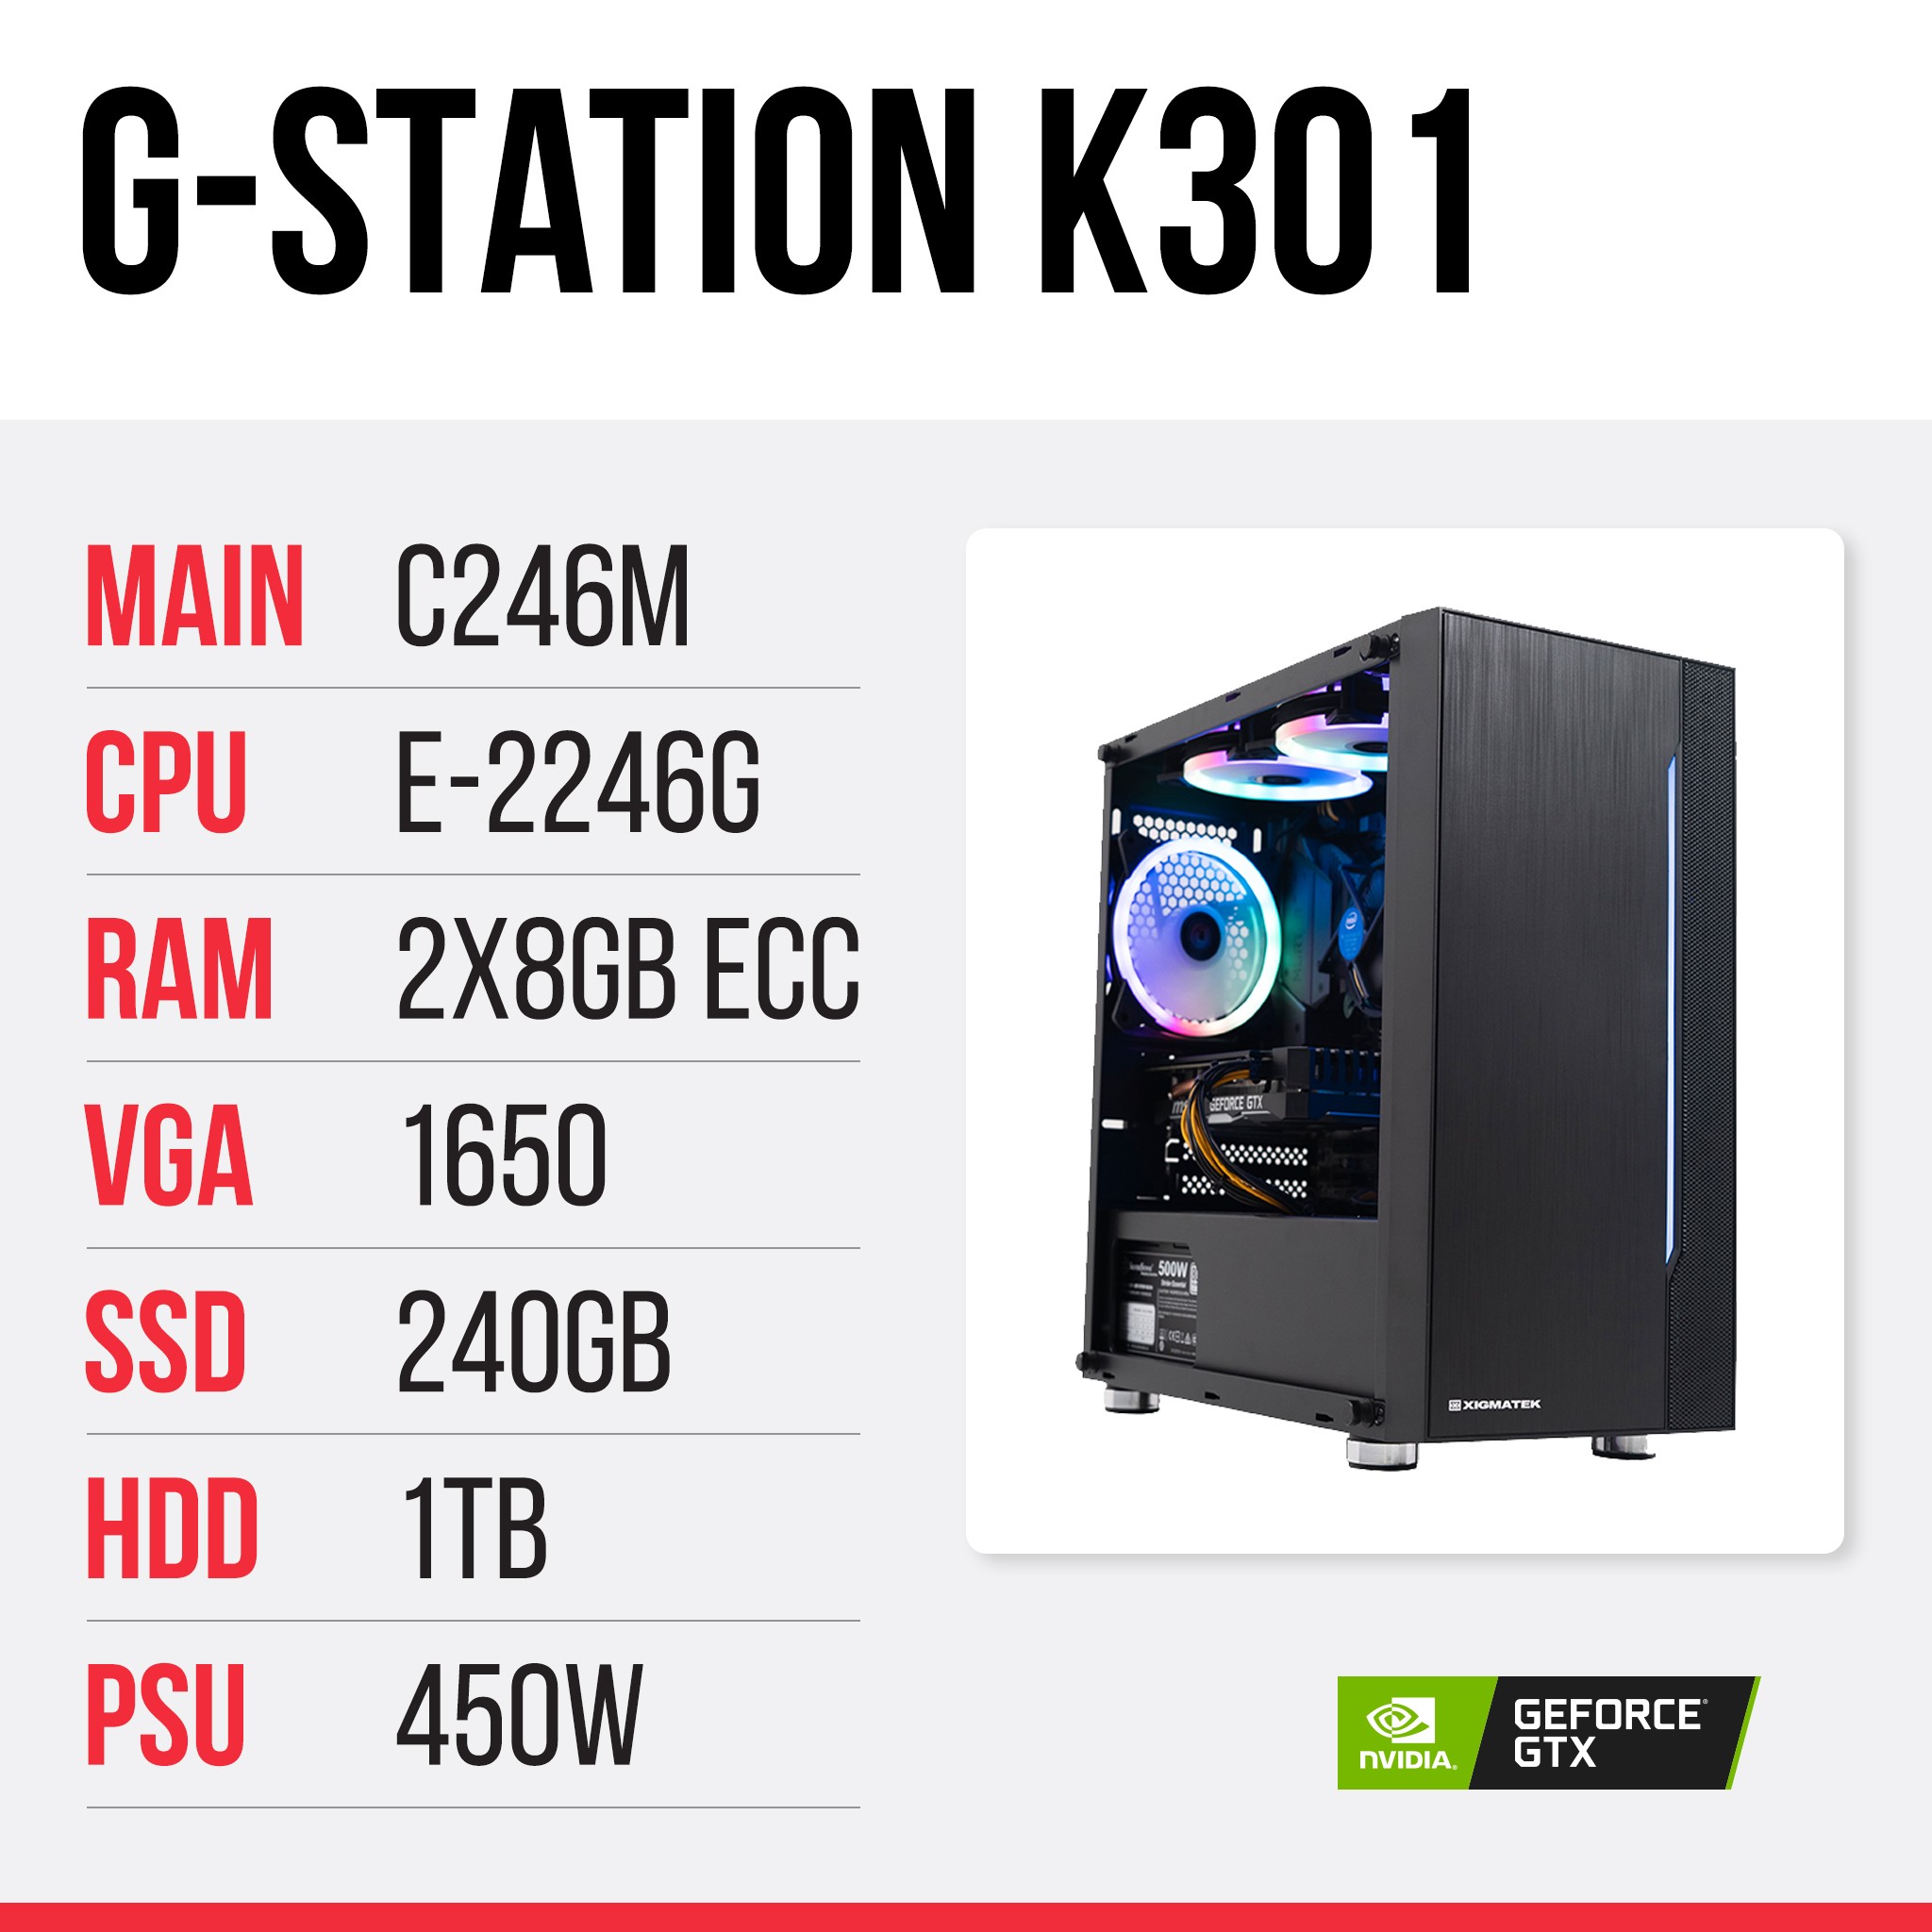 G-STATION K301
MAIN C246M
CPU E-2246G
RAM 2X8GB ECC
VGA 1650
SSD 240GB
HDD 1TB
PSU 450W
intel
GEFORCE GTX
500W
XIGMATEK
NVIDIA.
GEFORCE®
GTX